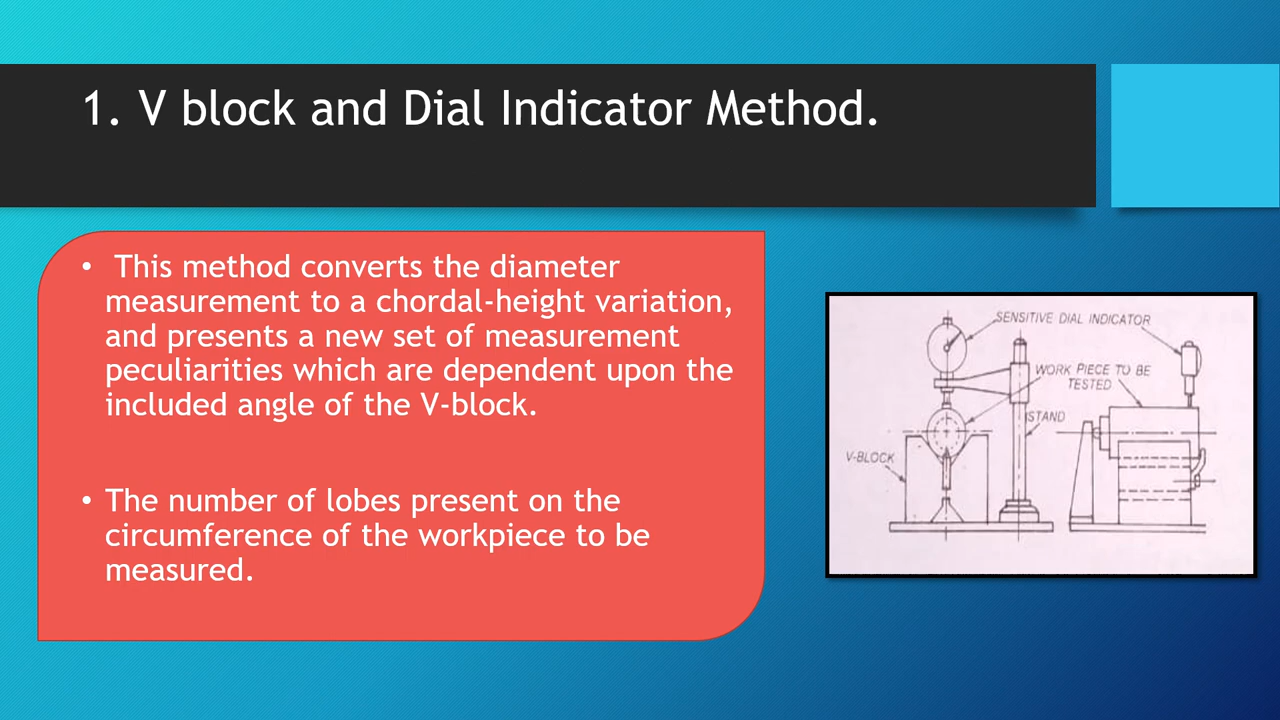 1. V block and Dial Indicator Method.
• This method converts the diameter
measurement to a chordal-height variation,
and presents a new set of measurement
peculiarities which are dependent upon the
included angle of the V-block.
• The number of lobes present on the
circumference of the workpiece to be
measured.
SENSITIVE DIAL INDICATOR
WORK PIECE TO BE
TESTED
STAND
V-BLOCK